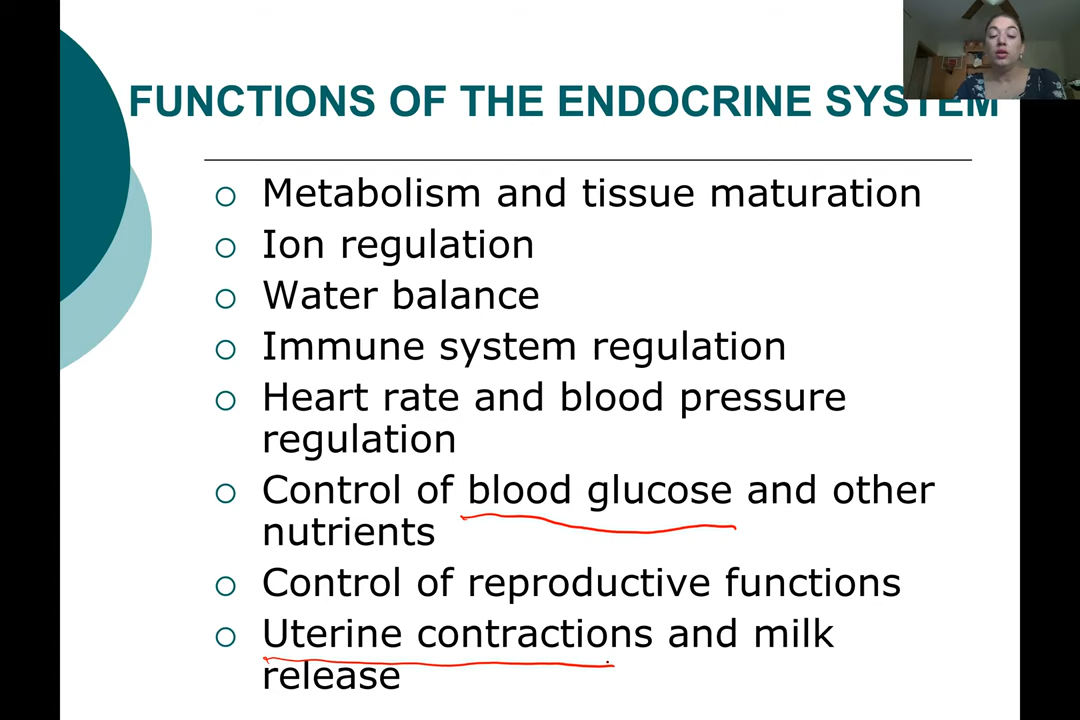 FUNCTIONS OF THE ENDOCRINE SYSTEM
Metabolism and tissue maturation
Ion regulation
Water balance
Immune system regulation
Heart rate and blood pressure
regulation
Control of blood glucose and other
nutrients
Control of reproductive functions
Uterine contractions and milk
release